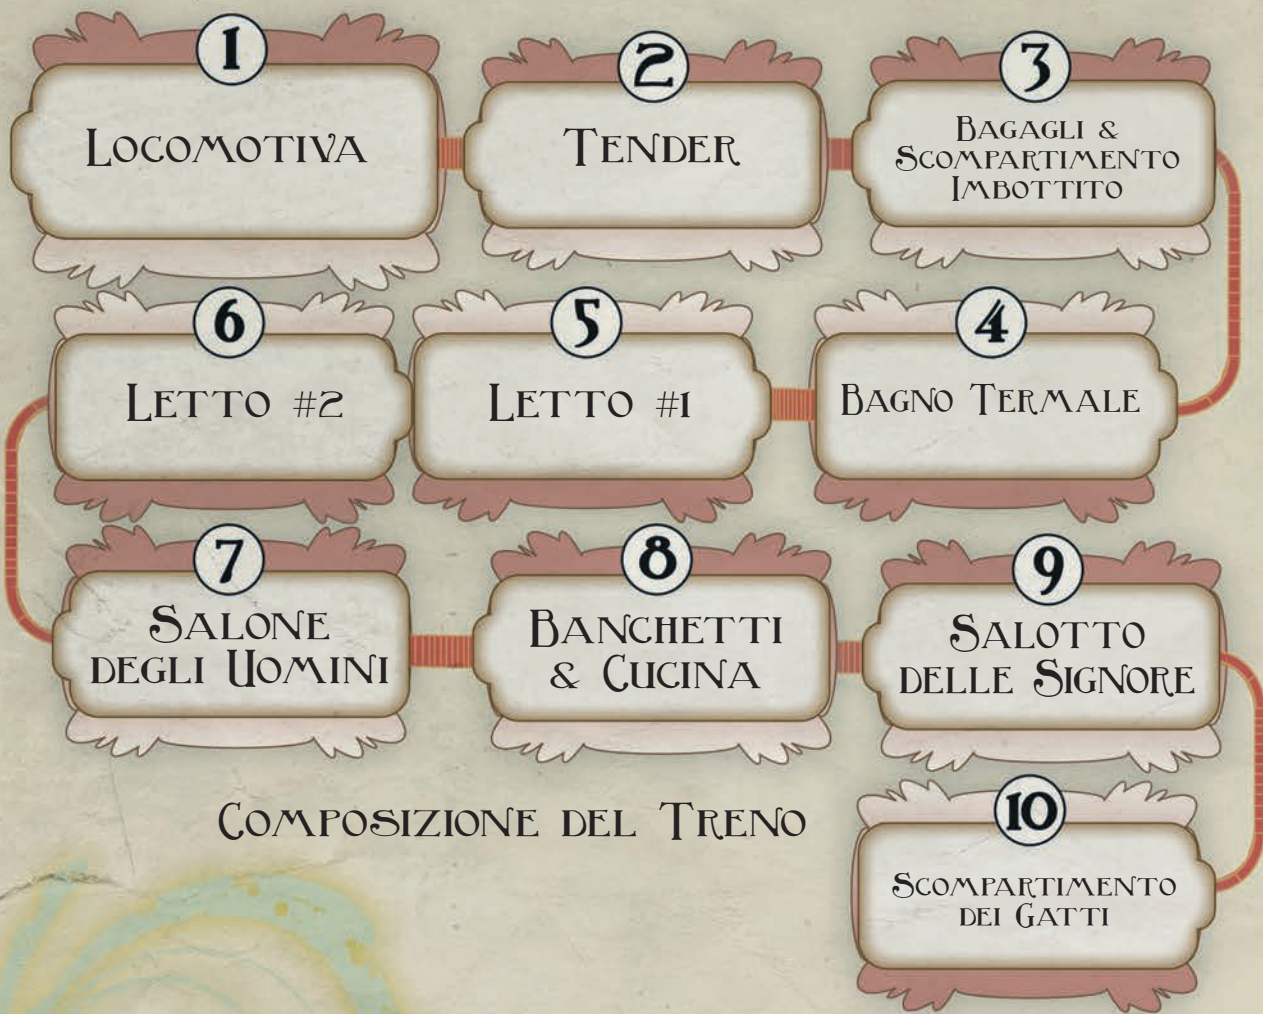 1
Locomotiva
2
Tender
3
Bagagli &
Scompartimento
Imbottito
4
Bagno Termale
5
Letto #1
6
Letto #2
7
Salone
degli Uomini
8
Banchetti
& Cucina
9
Salotto
delle Signore
10
Scompartimento
dei Gatti
Composizione del Treno